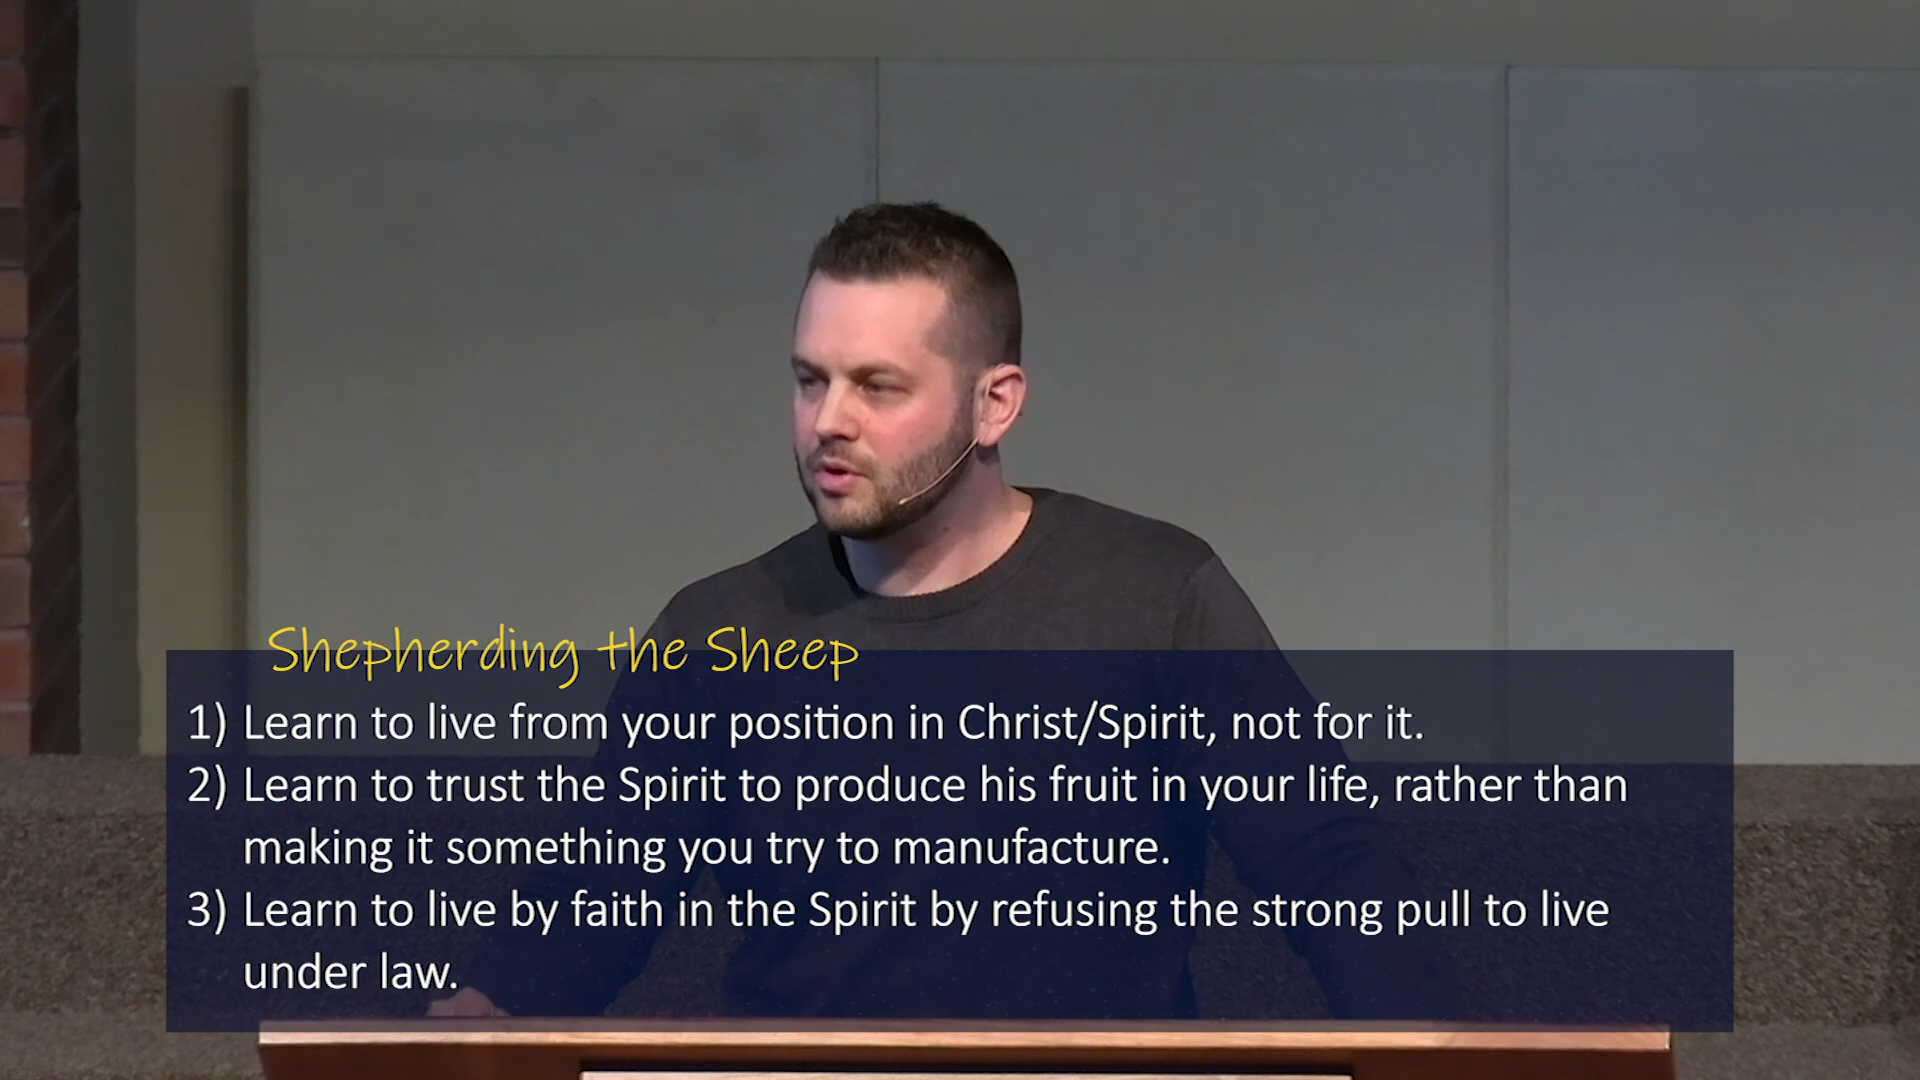 Shepherding the Sheep
1) Learn to live from your position in Christ/Spirit, not for it.
2) Learn to trust the Spirit to produce his fruit in your life, rather than
making it something you try to manufacture.
3) Learn to live by faith in the Spirit by refusing the strong pull to live
under law.